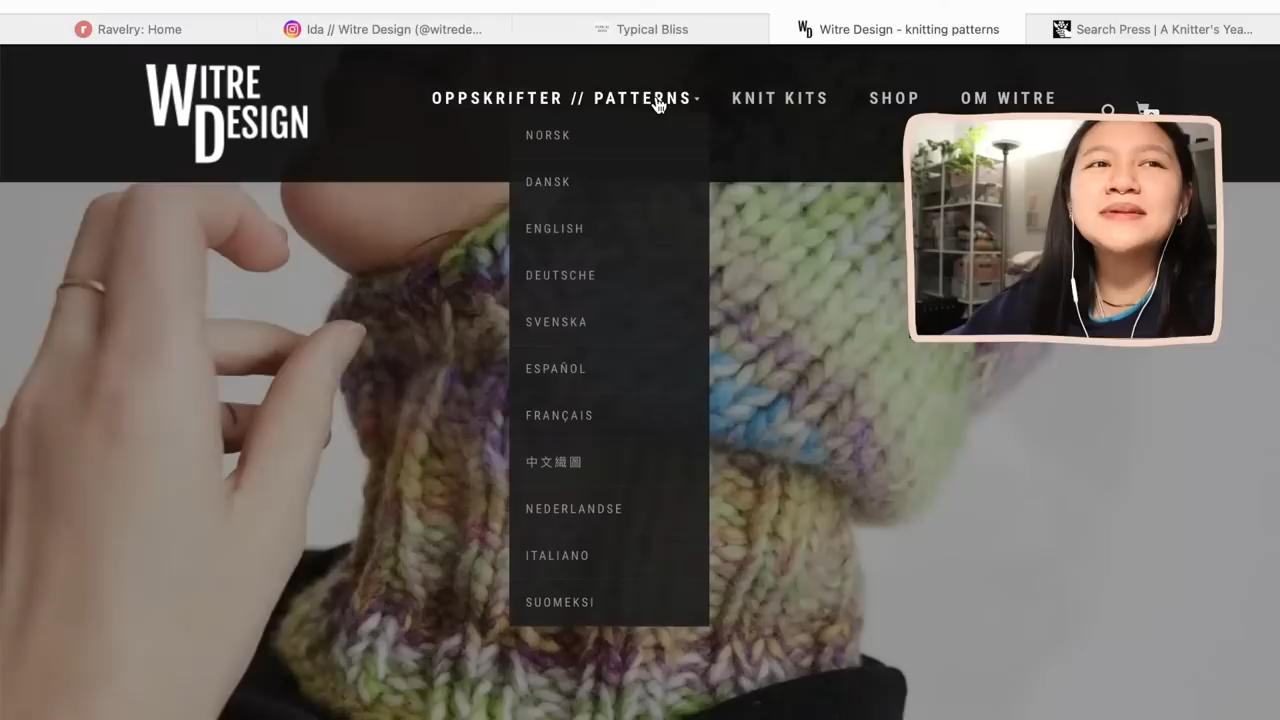 Ravelry: Home
Ida // Witre Design (@witrede...
Typical Bliss
WD
Witre Design - knitting patterns
Search Press | A Knitter's Yea...
WITRE
DESIGN
OPPSKRIFTER // PATTERNS
KNIT KITS
SHOP
OM WITRE
NORSK
DANSK
ENGLISH
DEUTSCHE
SVENSKA
ESPAÑOL
FRANÇAIS
中文織圖
NEDERLANDSE
ITALIANO
SUOMEKSI